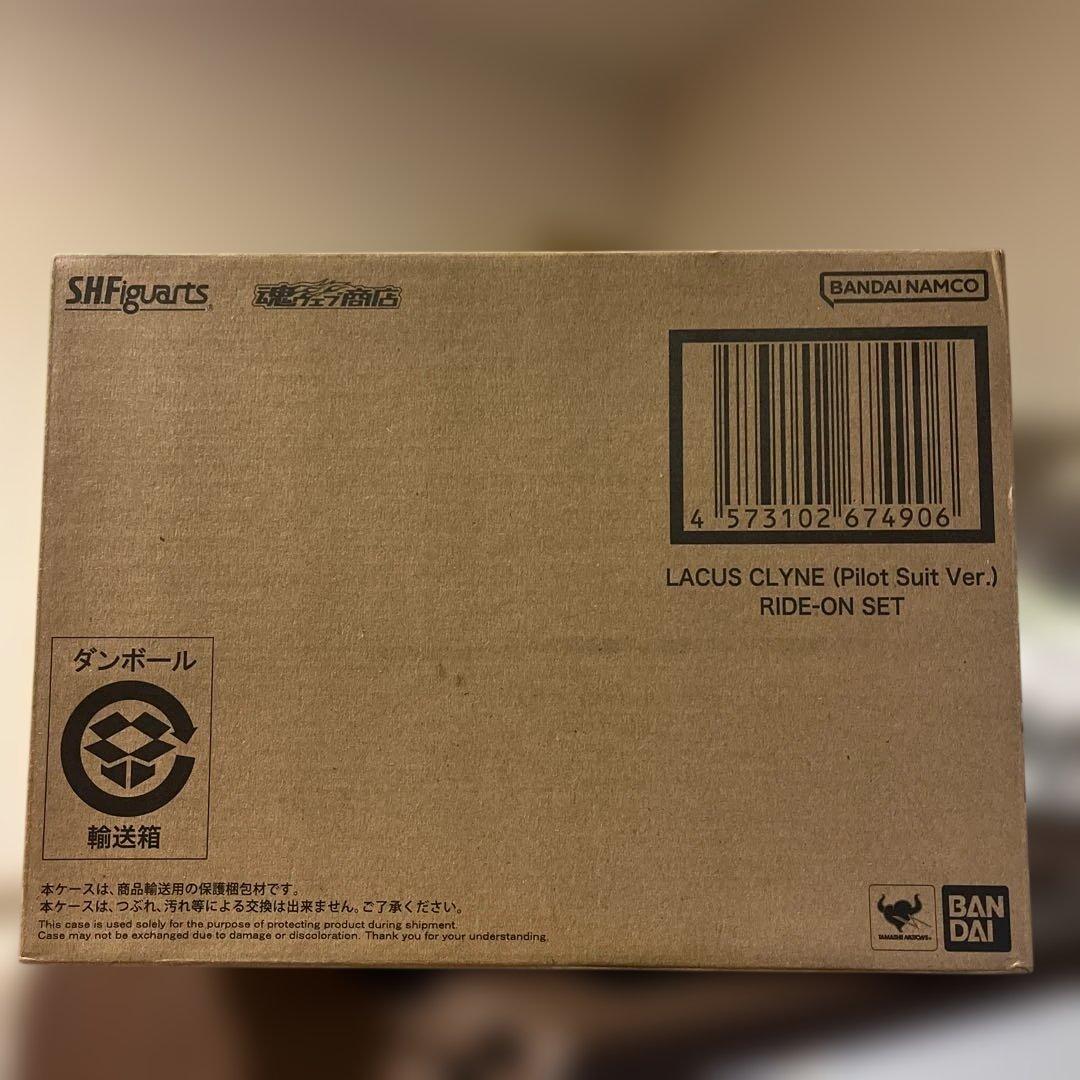 S.H.Figuarts
魂ウェブ商店
BANDAI NAMCO
4 573102 674906
LACUS CLYNE (Pilot Suit Ver.)
RIDE-ON SET
ダンボール
輸送箱
本ケースは、商品輸送用の保護梱包材です。
本ケースは、つぶれ、汚れ等による交換は出来ません。ご了承ください。
This case is used solely for the purpose of protecting product during shipment.
Case may not be exchanged due to damage or discoloration. Thank you for your understanding.
TAMASHII NATIONS
BAN
DAI